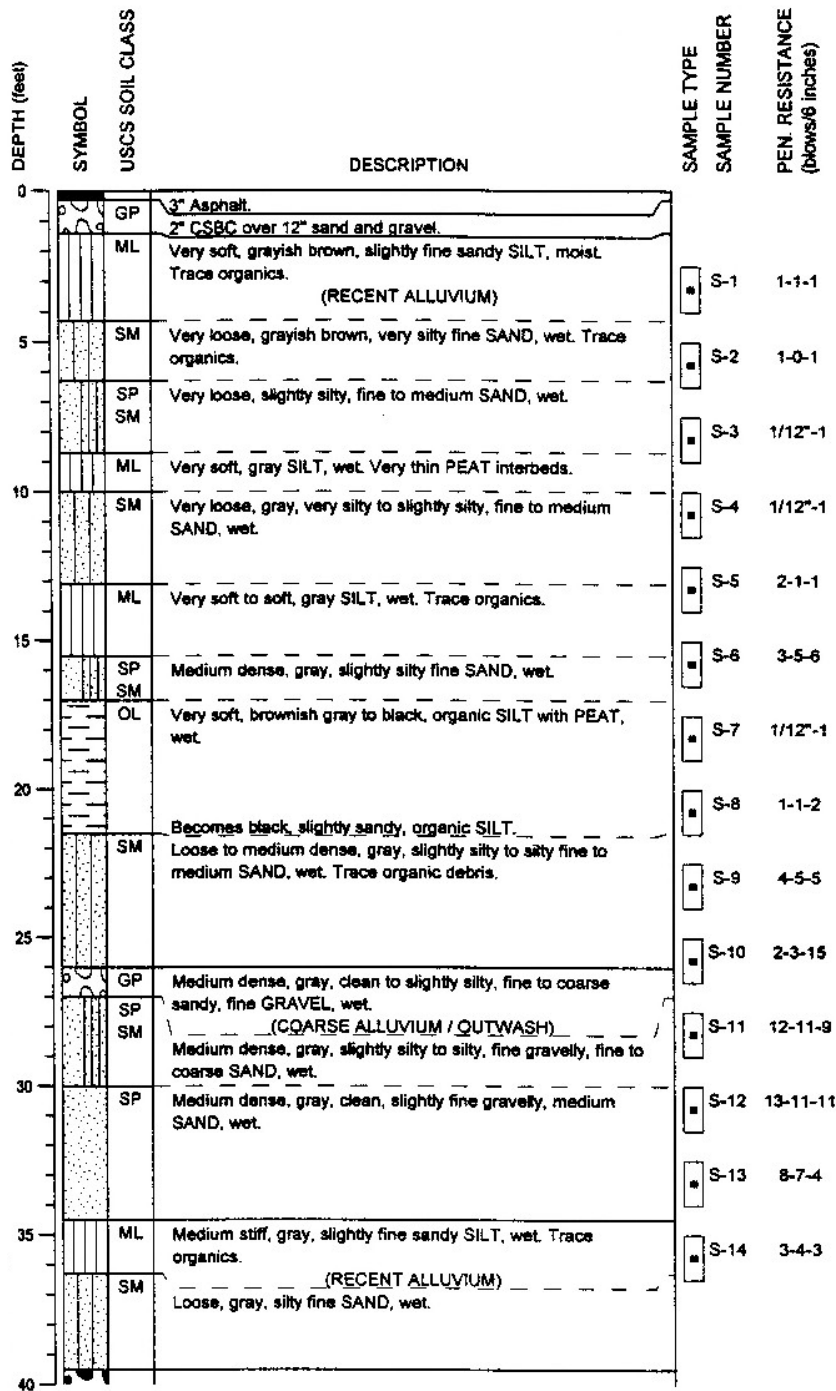 DEPTH (feet) SYMBOL USCS SOIL CLASS DESCRIPTION SAMPLE TYPE SAMPLE NUMBER PEN. RESISTANCE (blows/6 inches)
0
3" Asphalt.
GP
2" CSBC over 12" sand and gravel.
ML Very soft, grayish brown, slightly fine sandy SILT, moist.
Trace organics.
S-1 1-1-1
(RECENT ALLUVIUM)
SM Very loose, grayish brown, very silty fine SAND, wet. Trace
organics.
5
S-2 1-0-1
SP Very loose, slightly silty, fine to medium SAND, wet.
SM
S-3 1/12"-1
ML Very soft, gray SILT, wet. Very thin PEAT interbeds.
10
SM Very loose, gray, very silty to slightly silty, fine to medium
SAND, wet.
S-4 1/12"-1
S-5 2-1-1
ML Very soft to soft, gray SILT, wet. Trace organics.
15
S-6 3-5-6
SP Medium dense, gray, slightly silty fine SAND, wet.
SM
OL Very soft, brownish gray to black, organic SILT with PEAT,
wet.
S-7 1/12"-1
20
S-8 1-1-2
Becomes black, slightly sandy, organic SILT.
SM Loose to medium dense, gray, slightly silty to silty fine to
medium SAND, wet. Trace organic debris.
S-9 4-5-5
25
S-10 2-3-15
GP Medium dense, gray, clean to slightly silty, fine to coarse
sandy, fine GRAVEL, wet.
SP
SM (COARSE ALLUVIUM / OUTWASH)
S-11 12-11-9
Medium dense, gray, slightly silty to silty, fine gravelly, fine to
coarse SAND, wet.
30
SP Medium dense, gray, clean, slightly fine gravelly, medium
SAND, wet.
S-12 13-11-11
S-13 8-7-4
35
ML Medium stiff, gray, slightly fine sandy SILT, wet. Trace
organics.
S-14 3-4-3
(RECENT ALLUVIUM)
SM Loose, gray, silty fine SAND, wet.
40